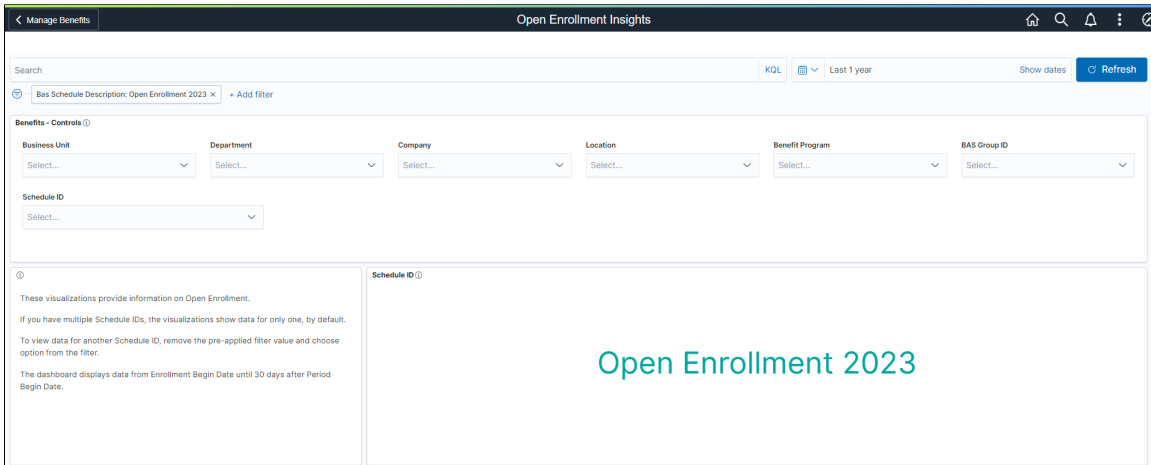 Manage Benefits
Open Enrollment Insights
Search
KQL
Last 1 year
Show dates
Refresh
Bas Schedule Description: Open Enrollment 2023 ×
+ Add filter
Benefits - Controls
Business Unit
Department
Company
Location
Benefit Program
BAS Group ID
Select...
Select...
Select...
Select...
Select...
Select...
Schedule ID
Select...
These visualizations provide information on Open Enrollment.
If you have multiple Schedule IDs, the visualizations show data for only one, by default.
To view data for another Schedule ID, remove the pre-applied filter value and choose
option from the filter.
The dashboard displays data from Enrollment Begin Date until 30 days after Period
Begin Date.
Schedule ID
Open Enrollment 2023